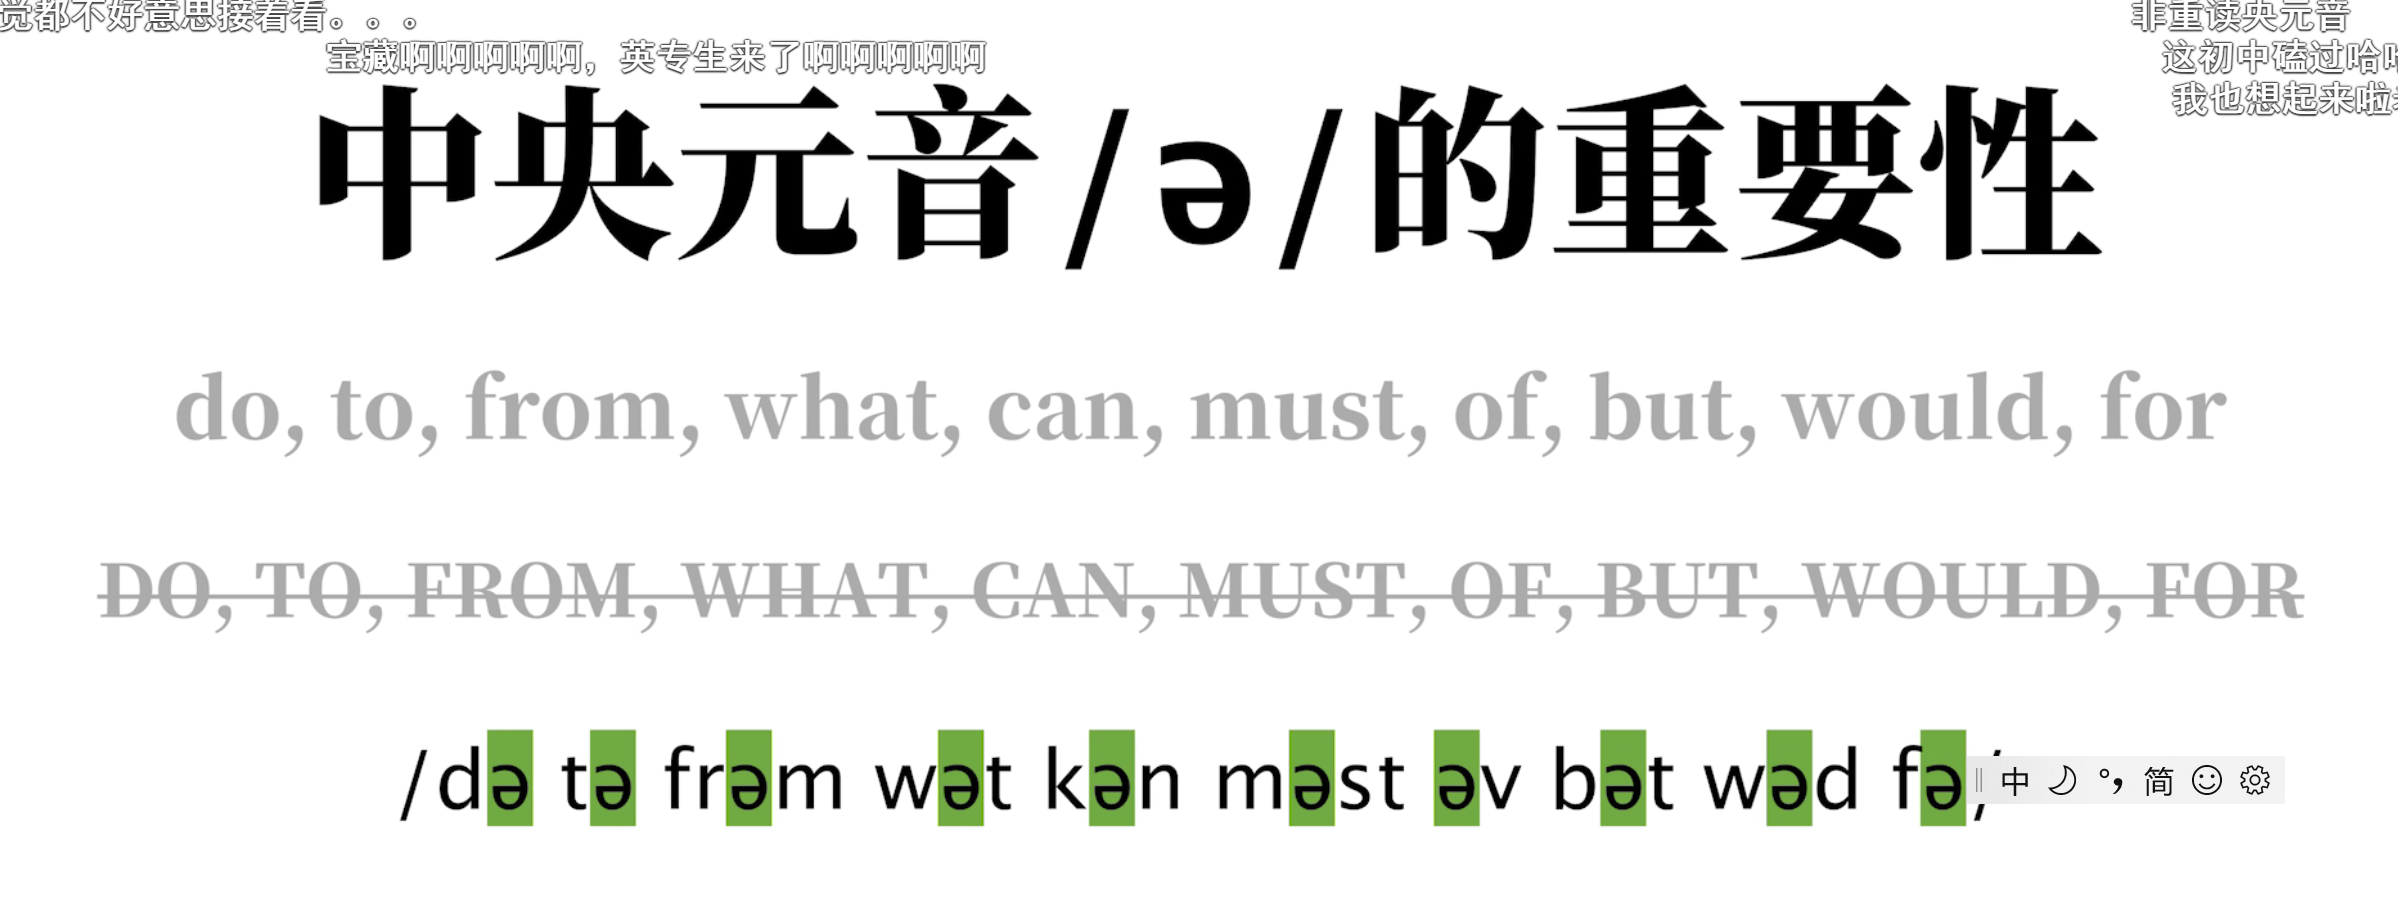 觉都不好意思接着看。。。
非重读央元音
宝藏啊啊啊啊啊，英专生来了啊啊啊啊啊
这初中磕过哈哈
我也想起来啦
中央元音/ə/的重要性
do, to, from, what, can, must, of, but, would, for
DO, TO, FROM, WHAT, CAN, MUST, OF, BUT, WOULD, FOR
/də tə frəm wət kən məst əv bət wəd fə/
中 简